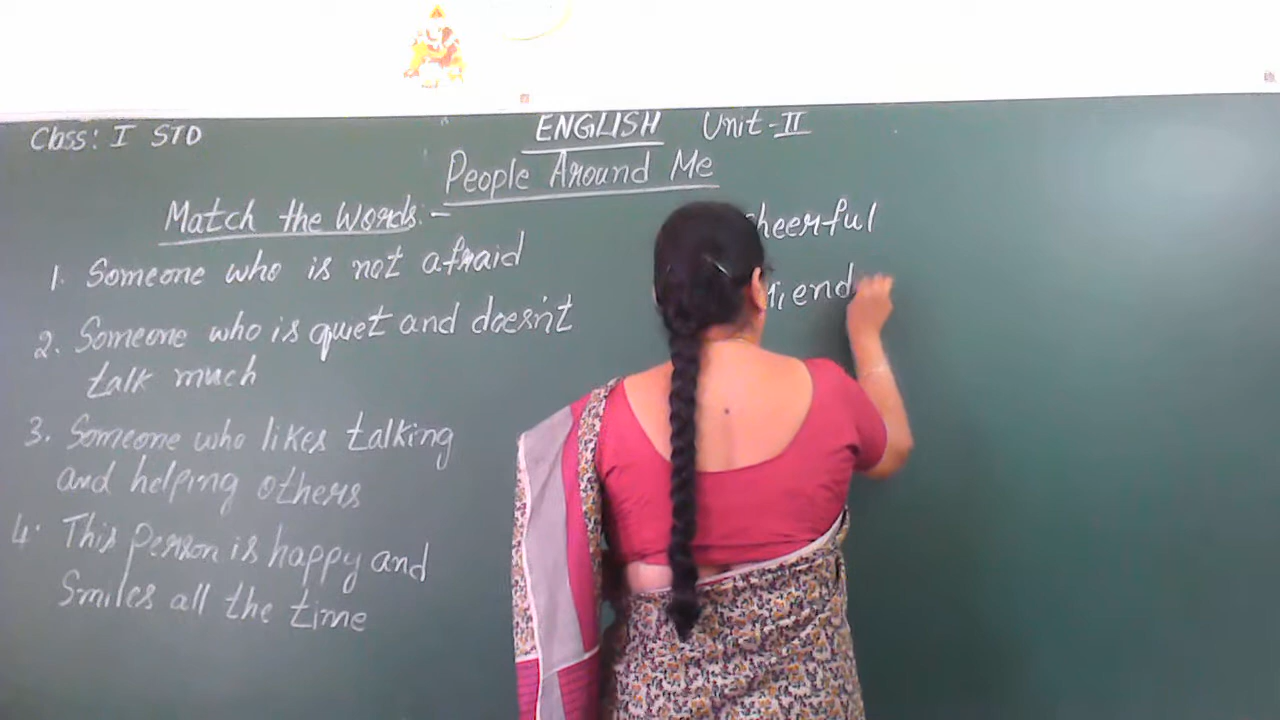 Class: I STD
ENGLISH Unit-II
People Around Me
Match the Words:-
1. Someone who is not afraid
2. Someone who is quiet and doesn't
talk much
3. Someone who likes talking
and helping others
4. This Person is happy and
Smiles all the time
cheerful